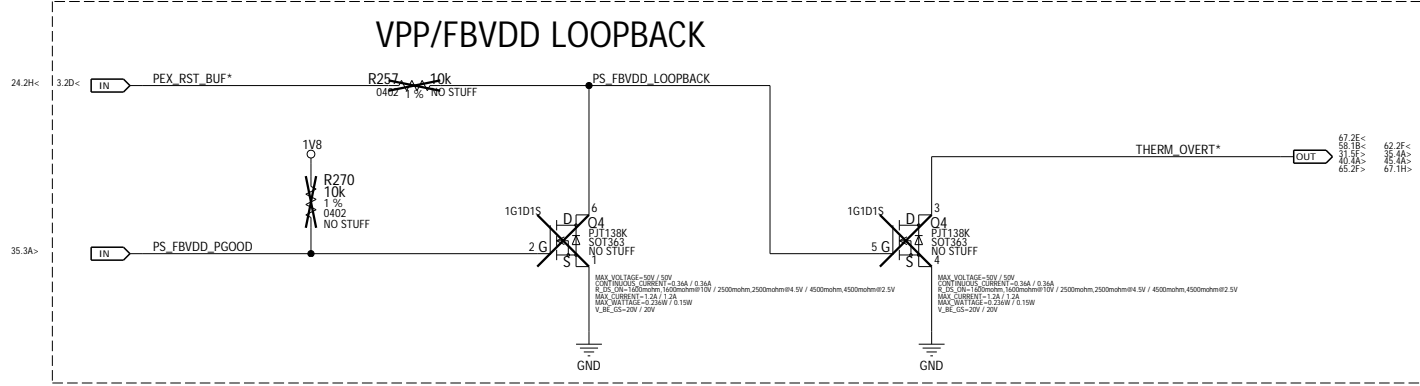 VPP/FBVDD LOOPBACK
24.2H<
3.2D<
IN
PEX_RST_BUF*
R257
10k
0402
1 %
NO STUFF
PS_FBVDD_LOOPBACK
1V8
R270
10k
1 %
0402
NO STUFF
THERM_OVERT*
OUT
67.2E<
58.1B< 62.2F<
31.5F> 35.4A>
40.4A> 45.4A>
65.2F> 67.1H>
35.3A>
IN
PS_FBVDD_PGOOD
1G1D1S
D
6
Q4
PJT138K
SOT363
NO STUFF
2
G
S
1
MAX_VOLTAGE=50V / 50V
CONTINUOUS_CURRENT=0.36A / 0.36A
R_DS_ON=1600mohm,1600mohm@10V / 2500mohm,2500mohm@4.5V / 4500mohm,4500mohm@2.5V
MAX_CURRENT=1.2A / 1.2A
MAX_WATTAGE=0.236W / 0.15W
V_BE_GS=20V / 20V
GND
1G1D1S
D
3
Q4
PJT138K
SOT363
NO STUFF
5
G
S
4
MAX_VOLTAGE=50V / 50V
CONTINUOUS_CURRENT=0.36A / 0.36A
R_DS_ON=1600mohm,1600mohm@10V / 2500mohm,2500mohm@4.5V / 4500mohm,4500mohm@2.5V
MAX_CURRENT=1.2A / 1.2A
MAX_WATTAGE=0.236W / 0.15W
V_BE_GS=20V / 20V
GND